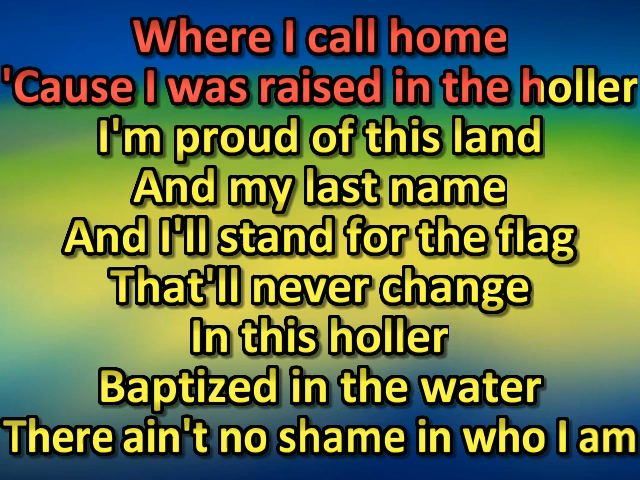 Where I call home
'Cause I was raised in the holler
I'm proud of this land
And my last name
And I'll stand for the flag
That'll never change
In this holler
Baptized in the water
There ain't no shame in who I am